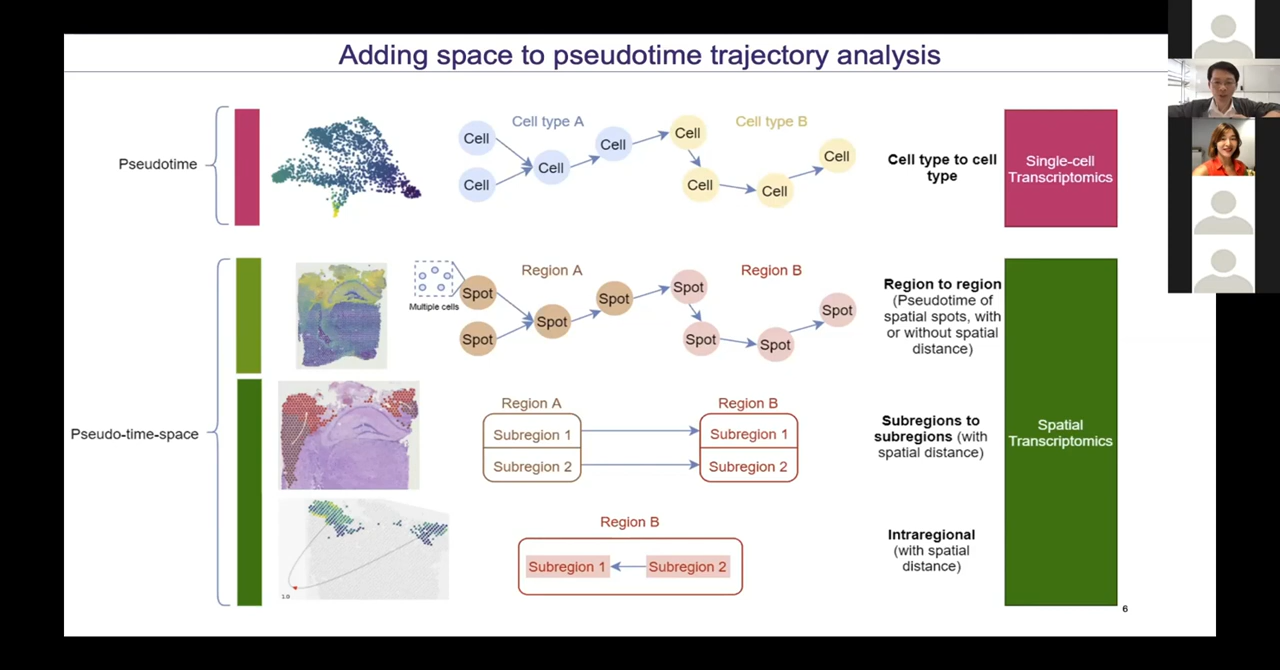 Adding space to pseudotime trajectory analysis
Pseudotime
Cell type A
Cell type B
Cell
Cell
Cell
Cell
Cell
Cell
Cell
Cell
Cell type to cell
type
Single-cell
Transcriptomics
Pseudo-time-space
Multiple cells
Region A
Region B
Spot
Spot
Spot
Spot
Spot
Spot
Spot
Spot
Region to region
(Pseudotime of
spatial spots, with
or without spatial
distance)
Region A
Region B
Subregion 1
Subregion 1
Subregion 2
Subregion 2
Subregions to
subregions (with
spatial distance)
Spatial
Transcriptomics
Region B
Subregion 1
Subregion 2
Intraregional
(with spatial
distance)
1.0
6